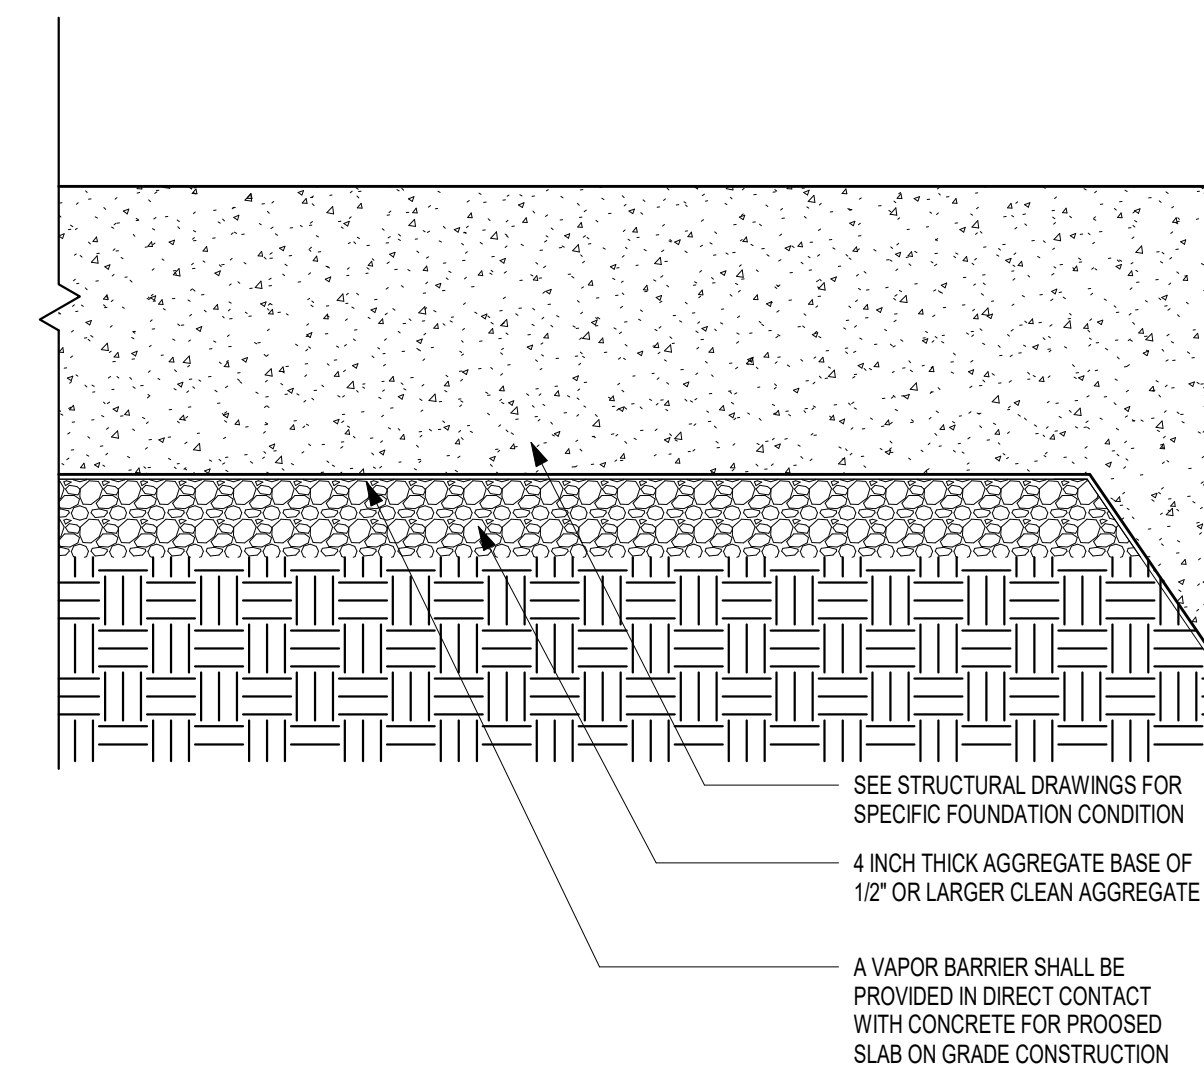 SEE STRUCTURAL DRAWINGS FOR
SPECIFIC FOUNDATION CONDITION
4 INCH THICK AGGREGATE BASE OF
1/2" OR LARGER CLEAN AGGREGATE
A VAPOR BARRIER SHALL BE
PROVIDED IN DIRECT CONTACT
WITH CONCRETE FOR PROOSED
SLAB ON GRADE CONSTRUCTION